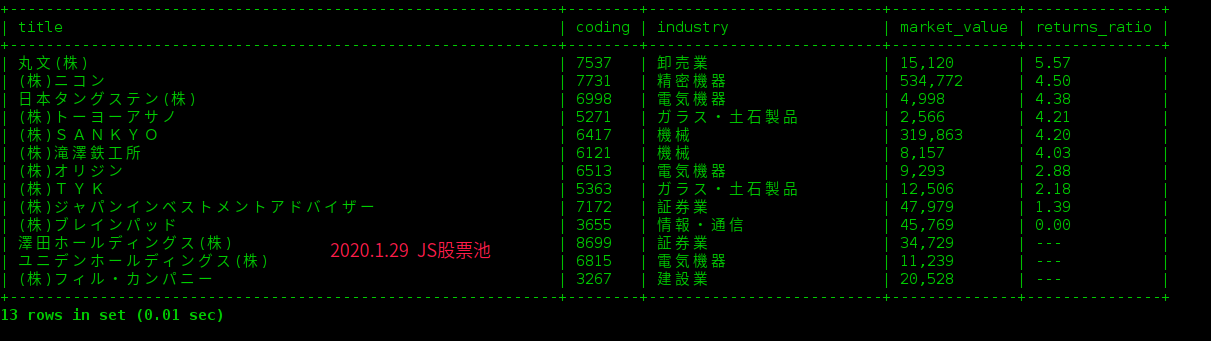 +----------------------------------------------------------+--------+-------------------------+--------------+---------------+
| title | coding | industry | market_value | returns_ratio |
+----------------------------------------------------------+--------+-------------------------+--------------+---------------+
| 丸文(株) | 7537 | 卸売業 | 15,120 | 5.57 |
| (株)ニコン | 7731 | 精密機器 | 534,772 | 4.50 |
| 日本タングステン(株) | 6998 | 電気機器 | 4,998 | 4.38 |
| (株)トーヨーアサノ | 5271 | ガラス・土石製品 | 2,566 | 4.21 |
| (株)ＳＡＮＫＹＯ | 6417 | 機械 | 319,863 | 4.20 |
| (株)滝澤鉄工所 | 6121 | 機械 | 8,157 | 4.03 |
| (株)オリジン | 6513 | 電気機器 | 9,293 | 2.88 |
| (株)ＴＹＫ | 5363 | ガラス・土石製品 | 12,506 | 2.18 |
| (株)ジャパンインベストメントアドバイザー | 7172 | 証券業 | 47,979 | 1.39 |
| (株)ブレインパッド | 3655 | 情報・通信 | 45,769 | 0.00 |
| 澤田ホールディングス(株) | 8699 | 証券業 | 34,729 | --- |
2020.1.29 JS股票池
| ユニデンホールディングス(株) | 6815 | 電気機器 | 11,239 | --- |
| (株)フィル・カンパニー | 3267 | 建設業 | 20,528 | --- |
+----------------------------------------------------------+--------+-------------------------+--------------+---------------+
13 rows in set (0.01 sec)